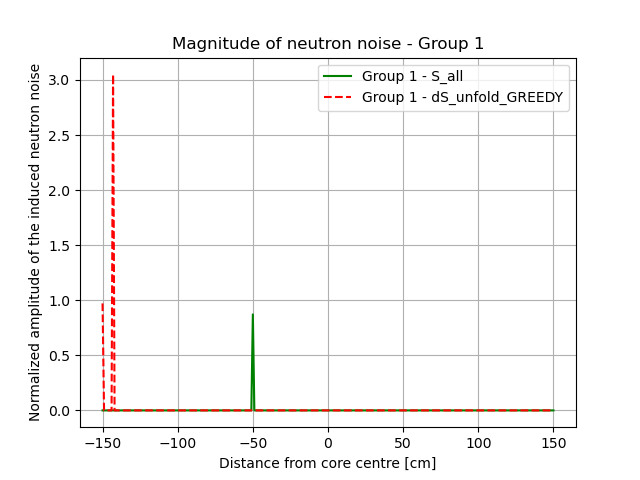 Magnitude of neutron noise - Group 1
Group 1 - S_all
Group 1 - dS_unfold_GREEDY
Normalized amplitude of the induced neutron noise
3.0
2.5
2.0
1.5
1.0
0.5
0.0
−150
−100
−50
0
50
100
150
Distance from core centre [cm]